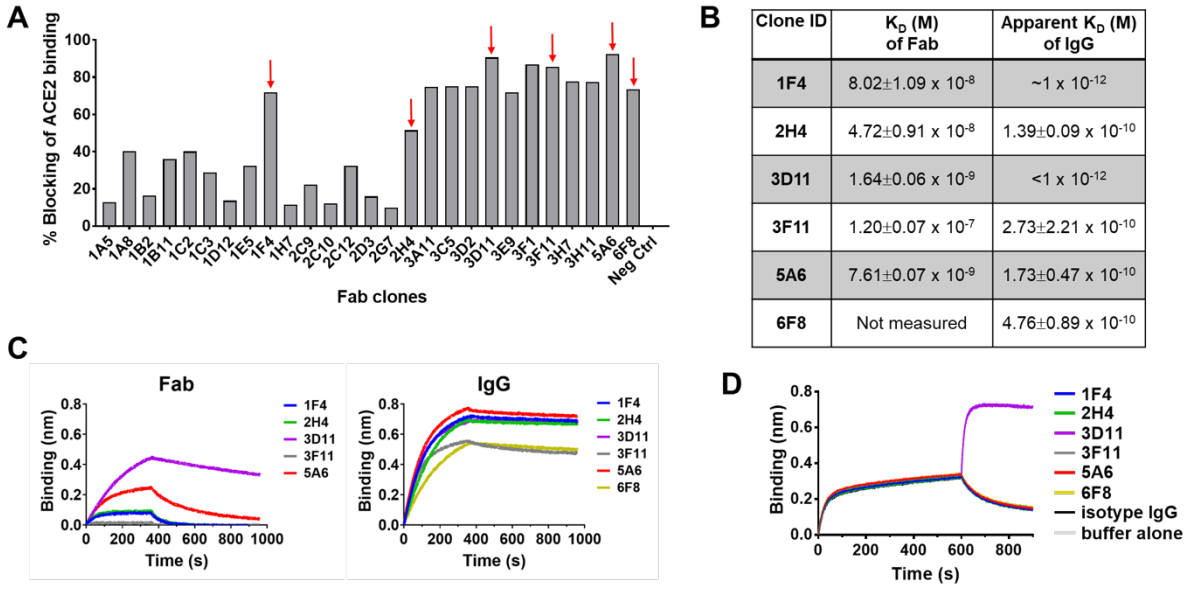 A
% Blocking of ACE2 binding
100
80
60
40
20
0
1A5
1A8
1B2
1B11
1C2
1C3
1D12
1E5
1F4
1H7
2C9
2C10
2C12
2D3
2G7
2H4
3A11
3C5
3D2
3D11
3E9
3F1
3F11
3H7
3H11
5A6
6F8
Neg Ctrl
Fab clones
B
Clone ID KD (M) of Fab Apparent KD (M) of IgG
1F4 8.02±1.09 x 10-8 ~1 x 10-12
2H4 4.72±0.91 x 10-8 1.39±0.09 x 10-10
3D11 1.64±0.06 x 10-9 <1 x 10-12
3F11 1.20±0.07 x 10-7 2.73±2.21 x 10-10
5A6 7.61±0.07 x 10-9 1.73±0.47 x 10-10
6F8 Not measured 4.76±0.89 x 10-10
C
Fab
Binding (nm)
0.8
0.6
0.4
0.2
0.0
0 200 400 600 800 1000
Time (s)
1F4
2H4
3D11
3F11
5A6
IgG
Binding (nm)
0.8
0.6
0.4
0.2
0.0
0 200 400 600 800 1000
Time (s)
1F4
2H4
3D11
3F11
5A6
6F8
D
Binding (nm)
0.8
0.6
0.4
0.2
0.0
0 200 400 600 800
Time (s)
1F4
2H4
3D11
3F11
5A6
6F8
isotype IgG
buffer alone